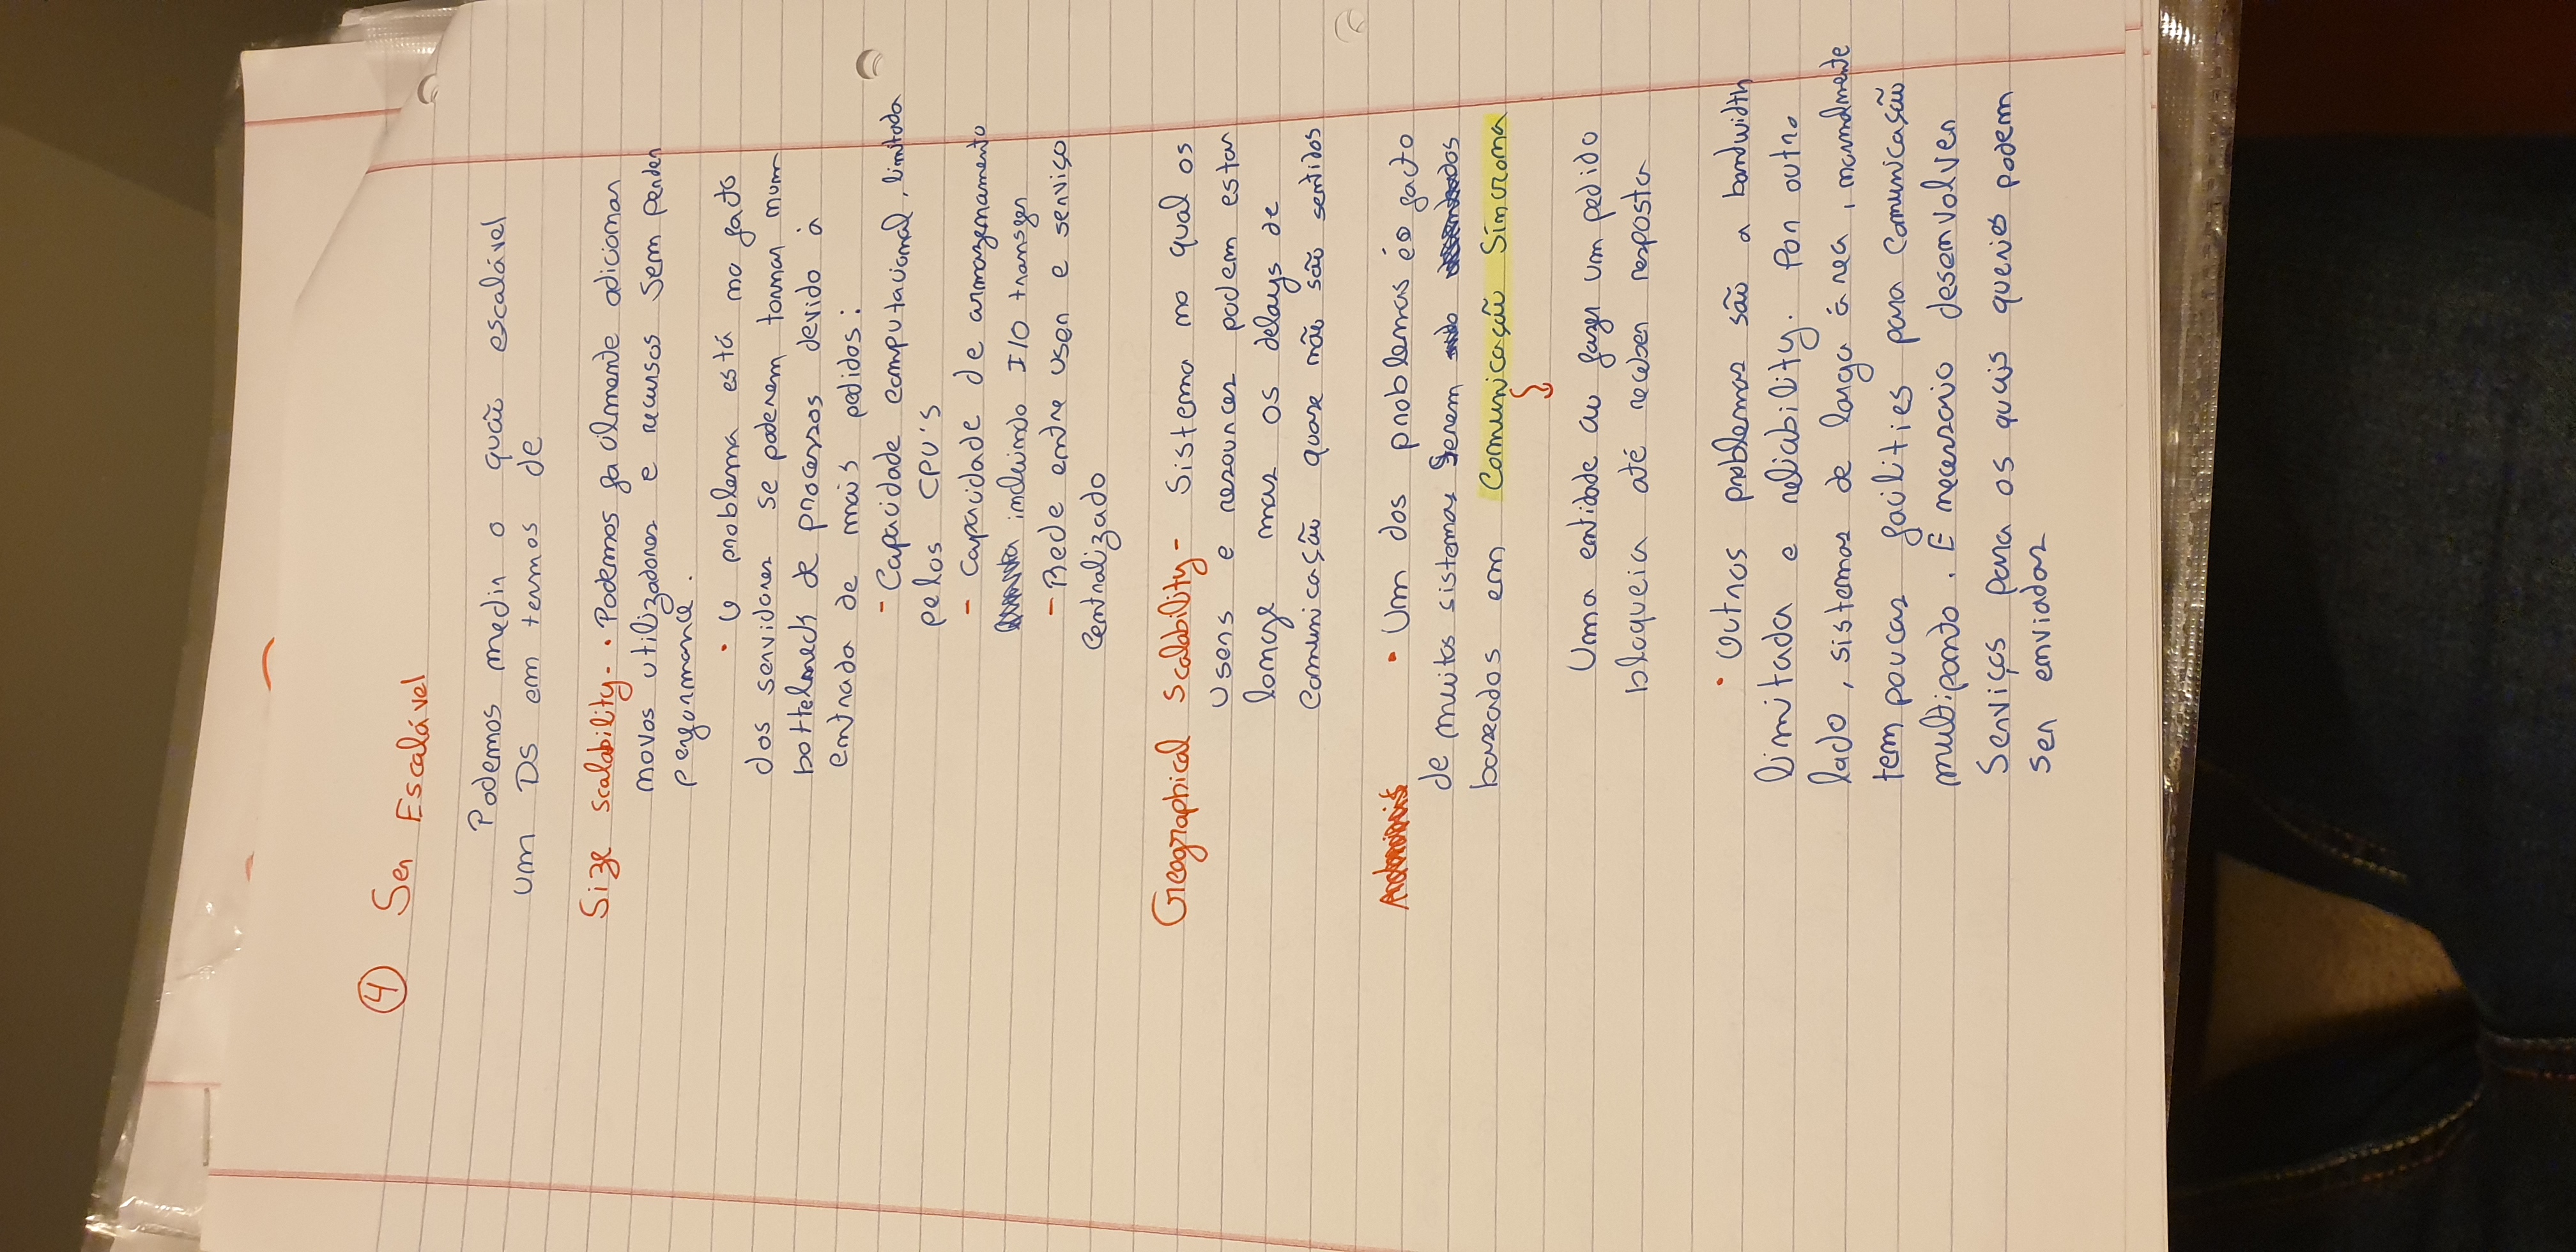 4 Ser Escalável
Podemos medir o quão escalável
um DS em termos de
Size scalability - • Podemos facilmente adicionar
novos utilizadores e recursos sem perder
performance.
• O problema está no facto
dos servidores se poderem tornar num
bottelneck de processos devido à
entrada de mais pedidos:
- Capacidade computacional, limitada
pelos CPU's
- Capacidade de armazenamento
incluindo I/O transfer
- Rede entre user e serviço
centralizado
Geographical scalability - Sistema no qual os
users e resources podem estar
longe mas os delays de
comunicação quase não são sentidos
• Um dos problemas é o facto
de muitos sistemas serem
baseados em Comunicação Síncrona
Uma entidade ao fazer um pedido
bloqueia até receber resposta
• Outros problemas são a bandwidth
limitada e reliability. Por outro
lado, sistemas de larga área, normalmente
tem poucas facilities para comunicação
multiponto. É necessario desenvolver
Serviços para os quais queries podem
ser enviadas